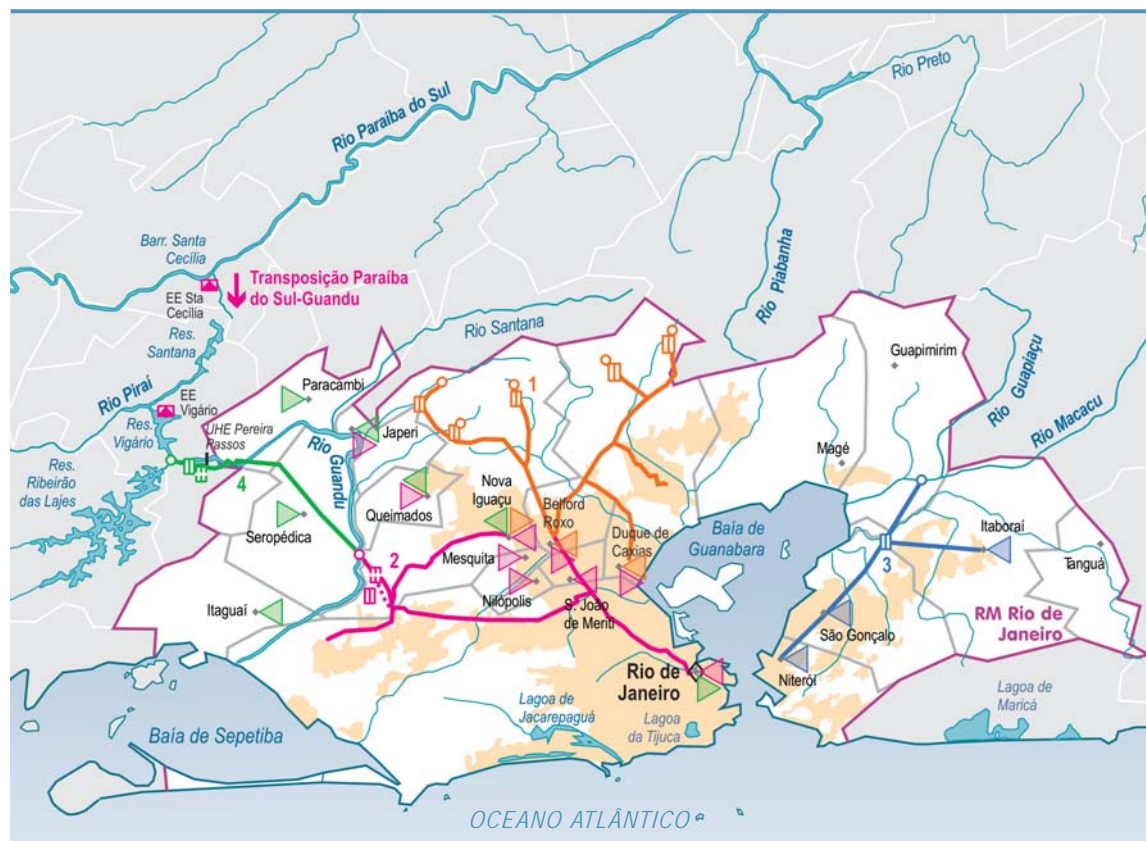 Rio Preto
Rio Paraíba do Sul
Rio Piabanha
Barr. Santa
Cecília
Transposição Paraíba
do Sul-Guandu
EE Sta
Cecília
Res.
Santana
Rio Santana
Guapimirim
Rio Guapiaçu
Rio Piraí
Paracambi
1
EE
Vigário
Res.
Vigário
UHE Pereira
Passos
Rio Guandu
Japeri
Rio Macacu
Magé
Res.
Ribeirão
das Lajes
4
Queimados
Nova
Iguaçu
Belford
Roxo
Duque de
Caxias
Baía de
Guanabara
Itaboraí
Seropédica
Mesquita
2
3
Tanguá
Itaguaí
Nilópolis
S. João
de Meriti
São Gonçalo
RM Rio de
Janeiro
Rio de
Janeiro
Niterói
Lagoa de
Jacarepaguá
Lagoa
da Tijuca
Lagoa de
Maricá
Baía de Sepetiba
OCEANO ATLÂNTICO